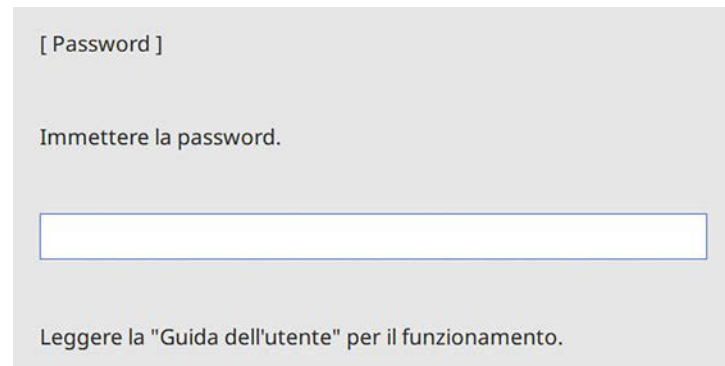 [ Password ]
Immettere la password.
Leggere la "Guida dell'utente" per il funzionamento.